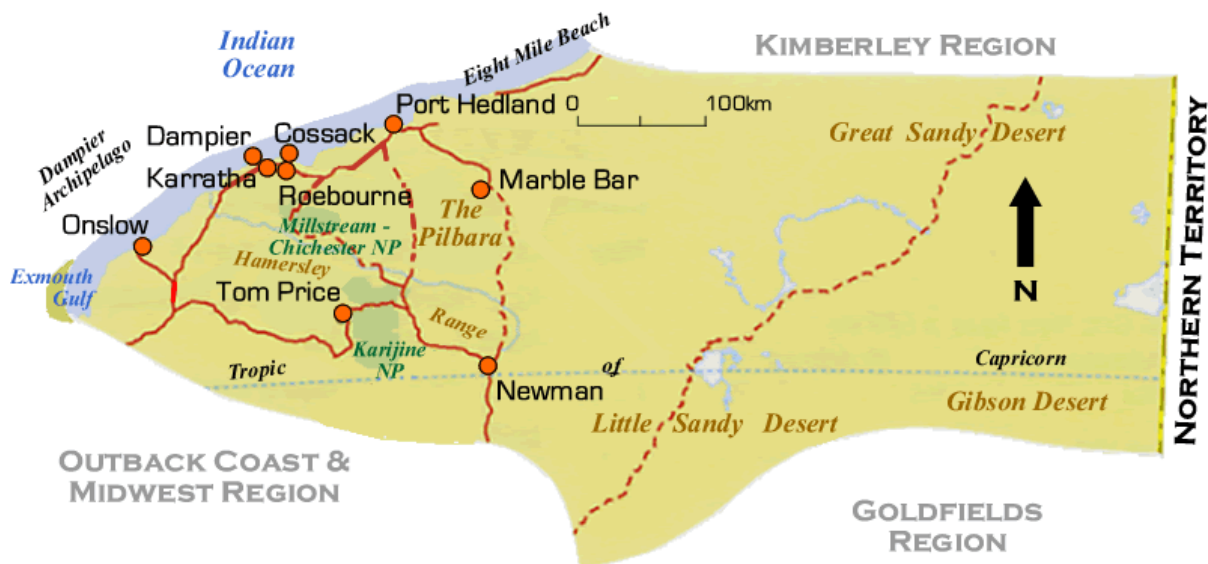 Indian
Ocean
KIMBERLEY REGION
Eight Mile Beach
Port Hedland
0 100km
Dampier
Cossack
Great Sandy Desert
Dampier
Archipelago
Karratha
Roebourne
Marble Bar
NORTHERN TERRITORY
The
Pilbara
Onslow
Millstream -
Chichester NP
Hamersley
Exmouth
Gulf
Tom Price
N
Range
Karijine
NP
Tropic of Capricorn
Newman
Gibson Desert
Little Sandy Desert
OUTBACK COAST &
MIDWEST REGION
GOLDFIELDS
REGION